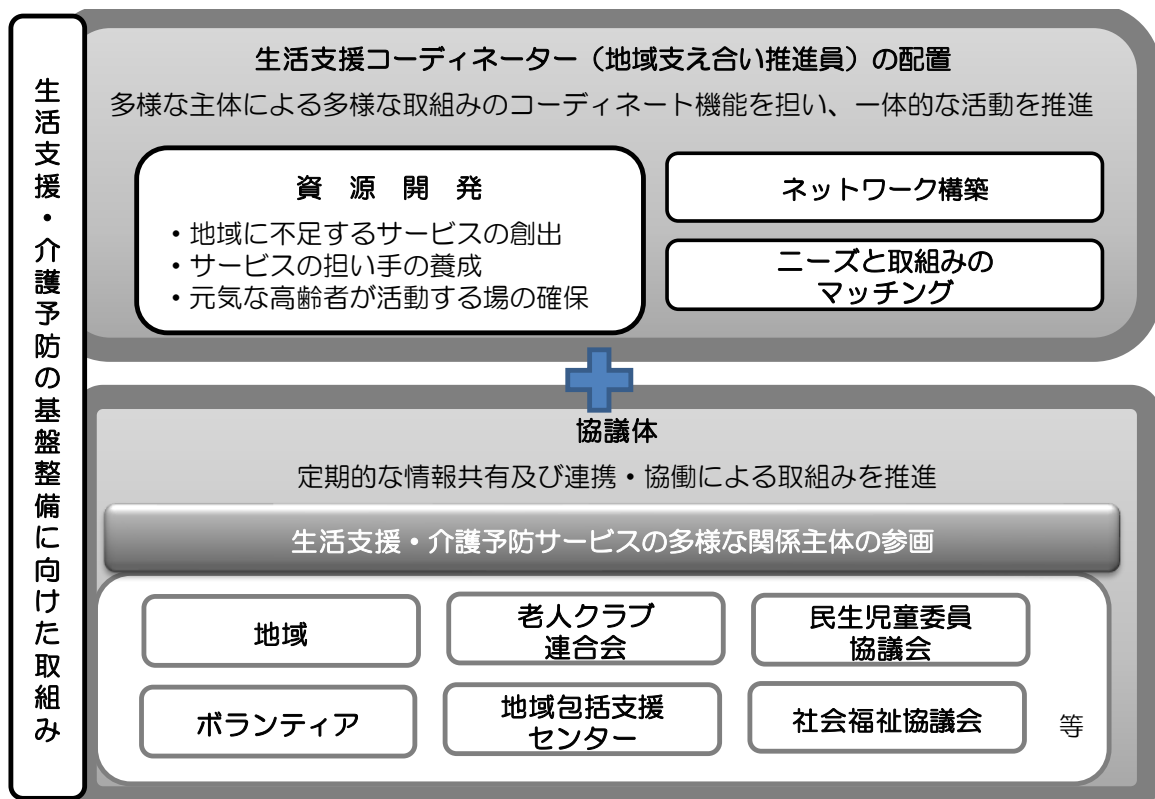 生活支援・介護予防の基盤整備に向けた取組み
生活支援コーディネーター（地域支え合い推進員）の配置
多様な主体による多様な取組みのコーディネート機能を担い、一体的な活動を推進
資 源 開 発
・地域に不足するサービスの創出
・サービスの担い手の養成
・元気な高齢者が活動する場の確保
ネットワーク構築
ニーズと取組みの
マッチング
協議体
定期的な情報共有及び連携・協働による取組みを推進
生活支援・介護予防サービスの多様な関係主体の参画
地域
老人クラブ
連合会
民生児童委員
協議会
ボランティア
地域包括支援
センター
社会福祉協議会
等